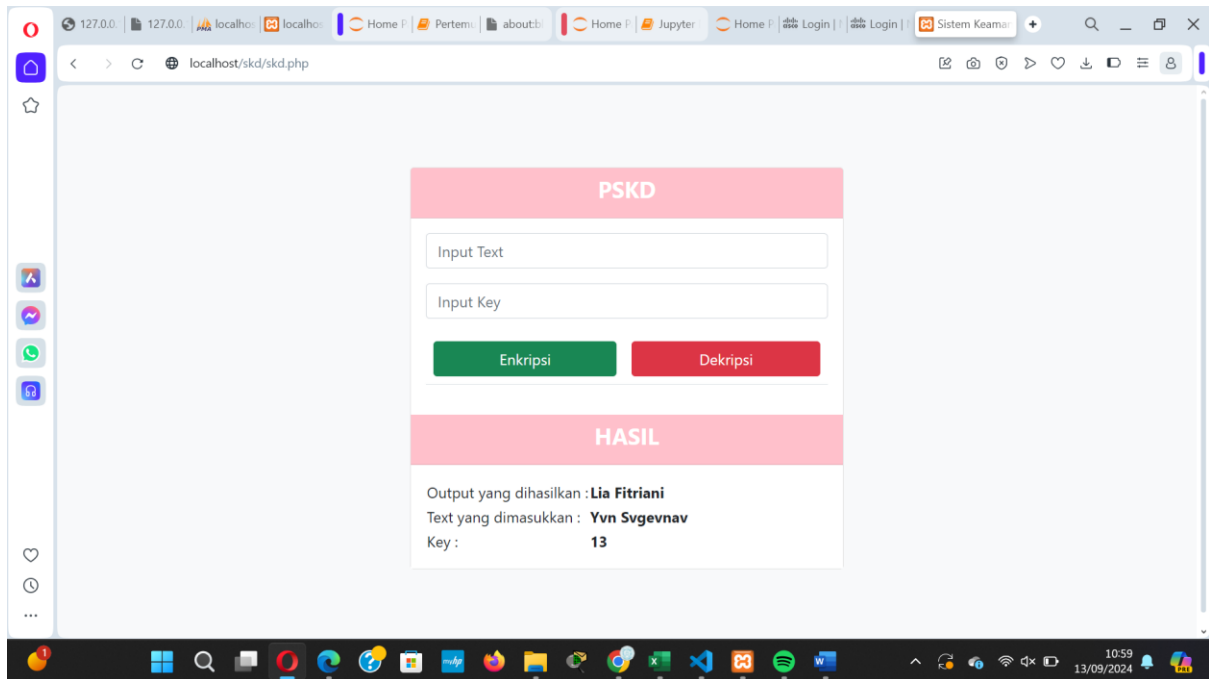 127.0.0. 127.0.0. localhos localhos Home P Pertemu about:bl Home P Jupyter Home P Login | Login | Sistem Keamar
localhost/skd/skd.php
PSKD
Input Text
Input Key
Enkripsi Dekripsi
HASIL
Output yang dihasilkan : Lia Fitriani
Text yang dimasukkan : Yvn Svgevnav
Key : 13
10:59
13/09/2024